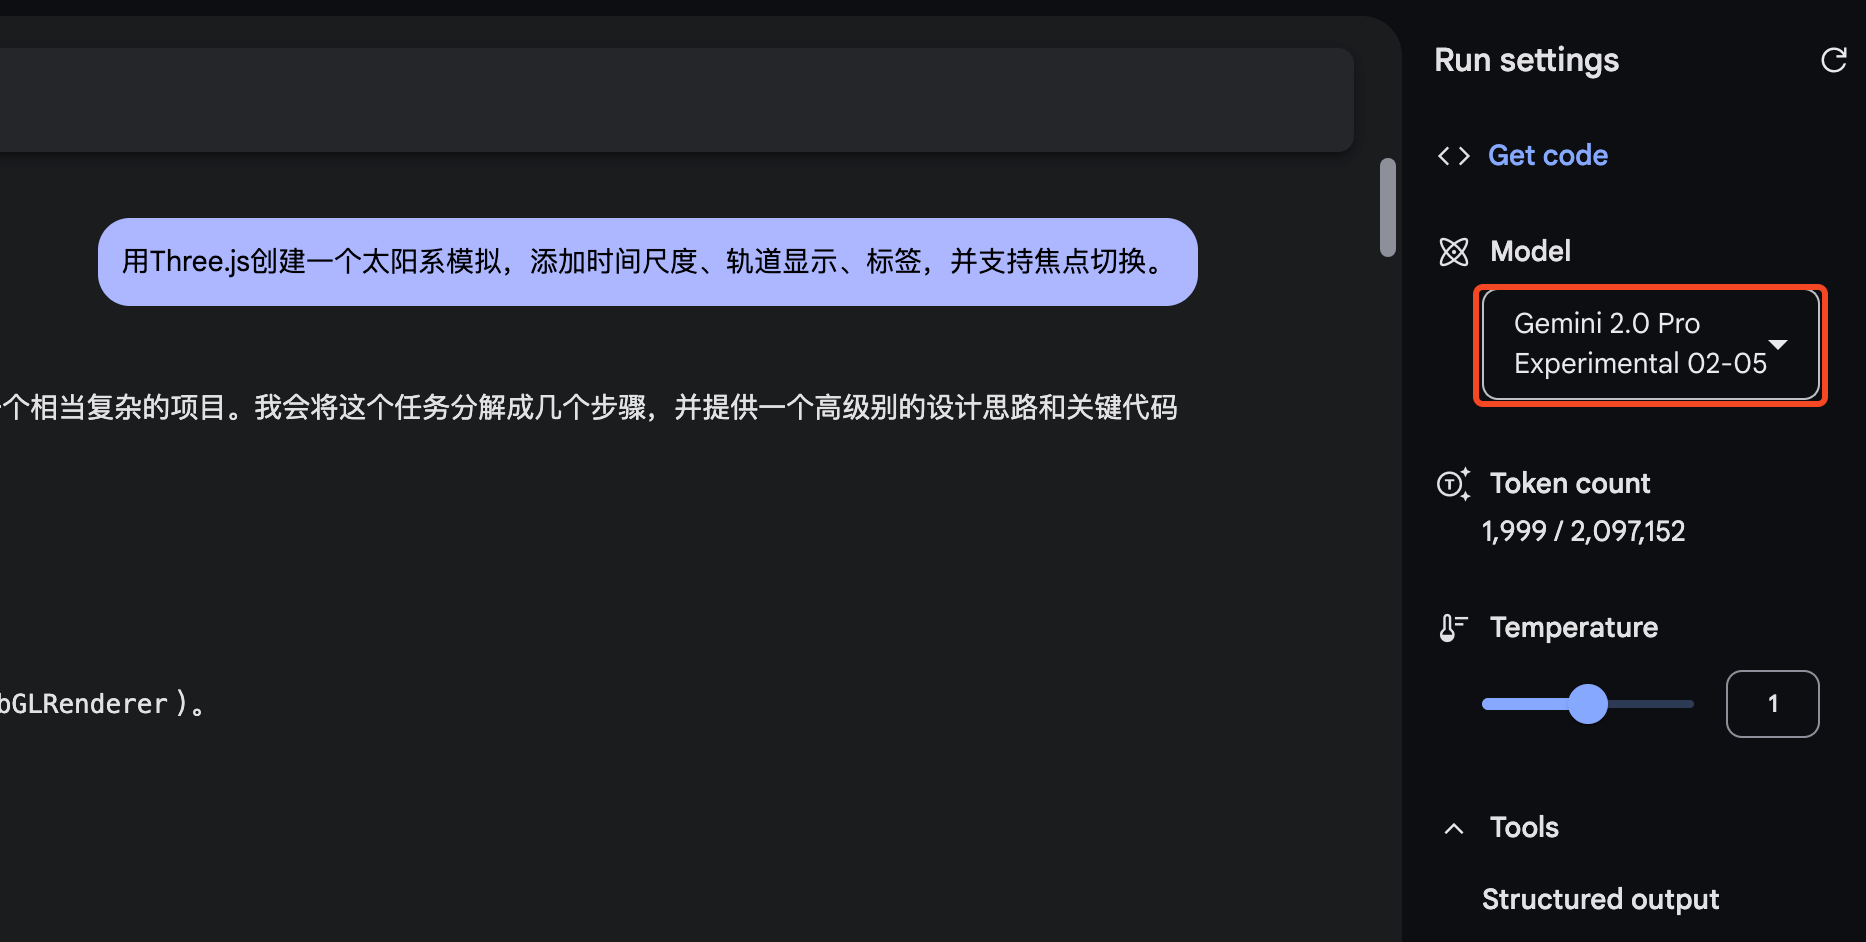 用Three.js创建一个太阳系模拟，添加时间尺度、轨道显示、标签，并支持焦点切换。
个相当复杂的项目。我会将这个任务分解成几个步骤，并提供一个高级别的设计思路和关键代码
bGLRenderer )。
Run settings
Get code
Model
Gemini 2.0 Pro
Experimental 02-05
Token count
1,999 / 2,097,152
Temperature
1
Tools
Structured output